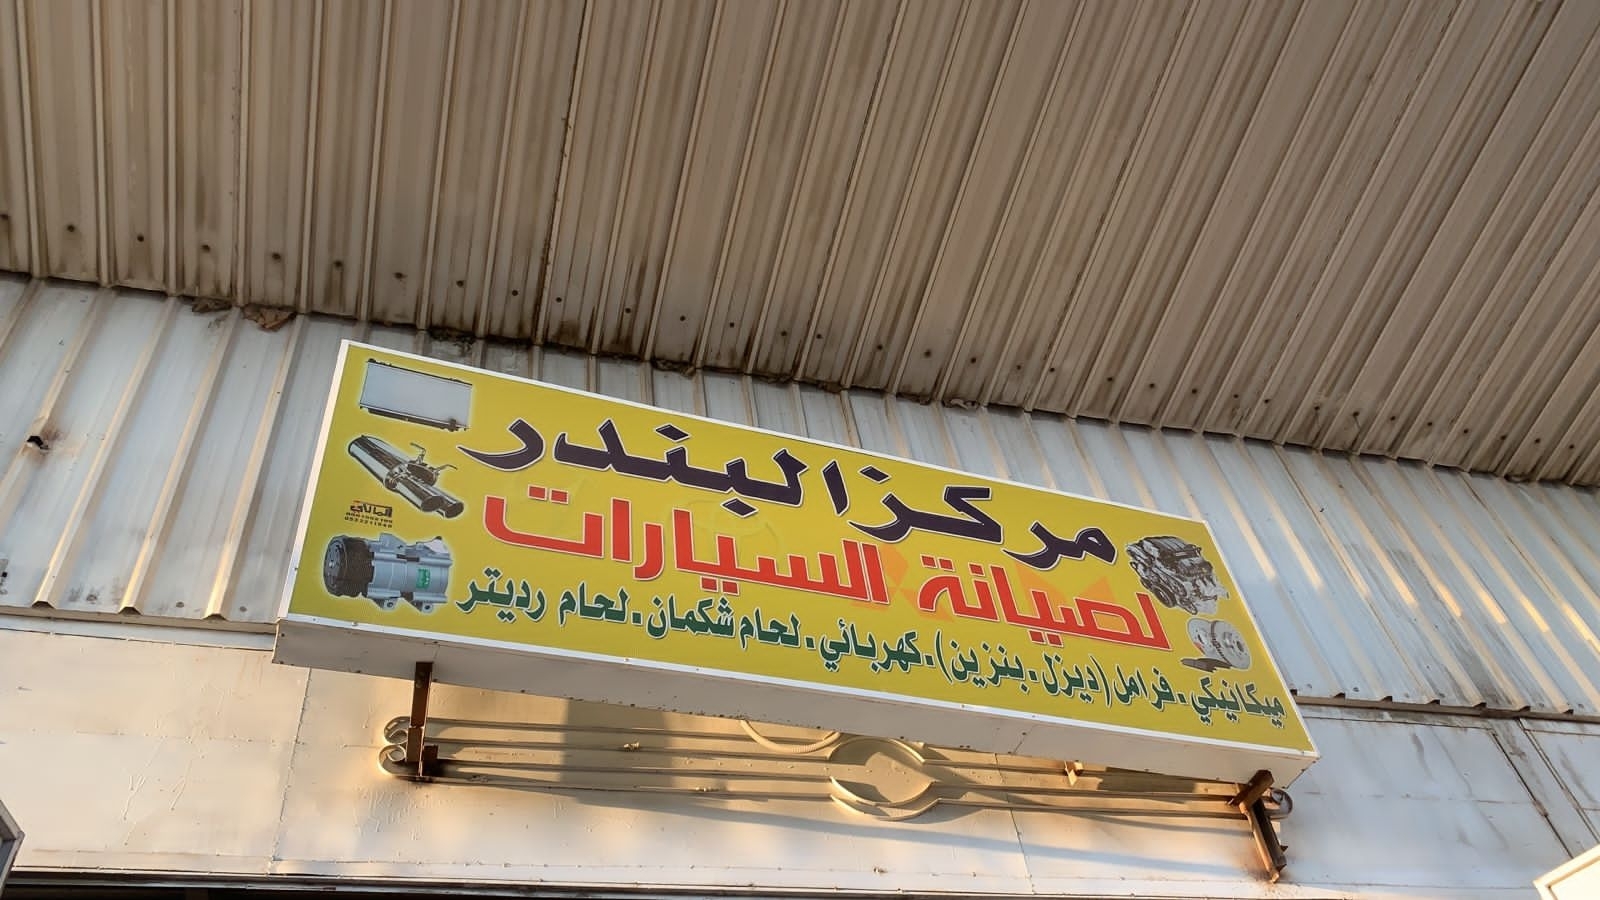 مركز البندر
لصيانة السيارات
ميكانيكي . فرامل (ديزل . بنزين) . كهربائي . لحام شكمان . لحام رديتر